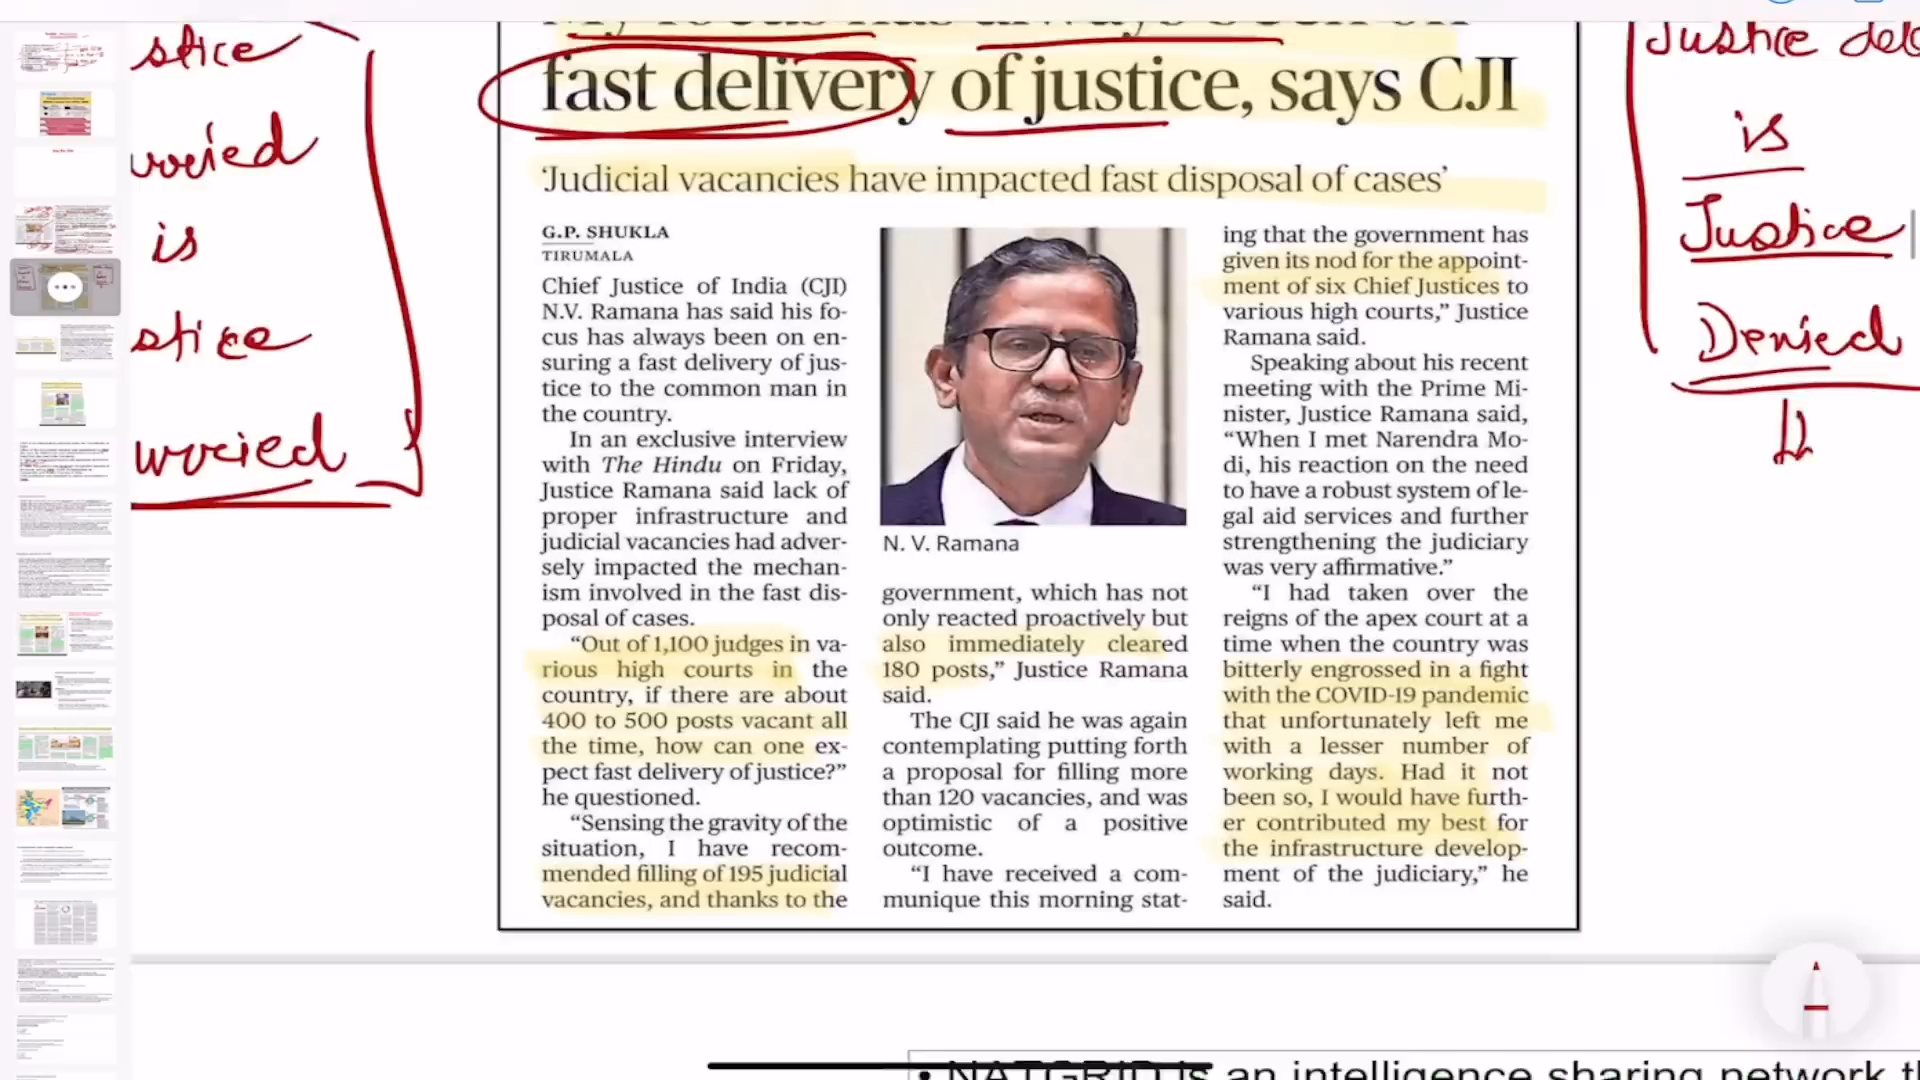 My focus has always been on
fast delivery of justice, says CJI
‘Judicial vacancies have impacted fast disposal of cases’
G.P. SHUKLA
TIRUMALA
Chief Justice of India (CJI)
N.V. Ramana has said his fo-
cus has always been on en-
suring a fast delivery of jus-
tice to the common man in
the country.
In an exclusive interview
with The Hindu on Friday,
Justice Ramana said lack of
proper infrastructure and
judicial vacancies had adver-
sely impacted the mechan-
ism involved in the fast dis-
posal of cases.
“Out of 1,100 judges in va-
rious high courts in the
country, if there are about
400 to 500 posts vacant all
the time, how can one ex-
pect fast delivery of justice?”
he questioned.
“Sensing the gravity of the
situation, I have recom-
mended filling of 195 judicial
vacancies, and thanks to the
N. V. Ramana
government, which has not
only reacted proactively but
also immediately cleared
180 posts,” Justice Ramana
said.
The CJI said he was again
contemplating putting forth
a proposal for filling more
than 120 vacancies, and was
optimistic of a positive
outcome.
“I have received a com-
munique this morning stat-
ing that the government has
given its nod for the appoint-
ment of six Chief Justices to
various high courts,” Justice
Ramana said.
Speaking about his recent
meeting with the Prime Mi-
nister, Justice Ramana said,
“When I met Narendra Mo-
di, his reaction on the need
to have a robust system of le-
gal aid services and further
strengthening the judiciary
was very affirmative.”
“I had taken over the
reigns of the apex court at a
time when the country was
bitterly engrossed in a fight
with the COVID-19 pandemic
that unfortunately left me
with a lesser number of
working days. Had it not
been so, I would have furth-
er contributed my best for
the infrastructure develop-
ment of the judiciary,” he
said.
stice
urried
is
stice
urried
Justice dela
is
Justice
Denied
• NATGRID is an intelligence sharing network t